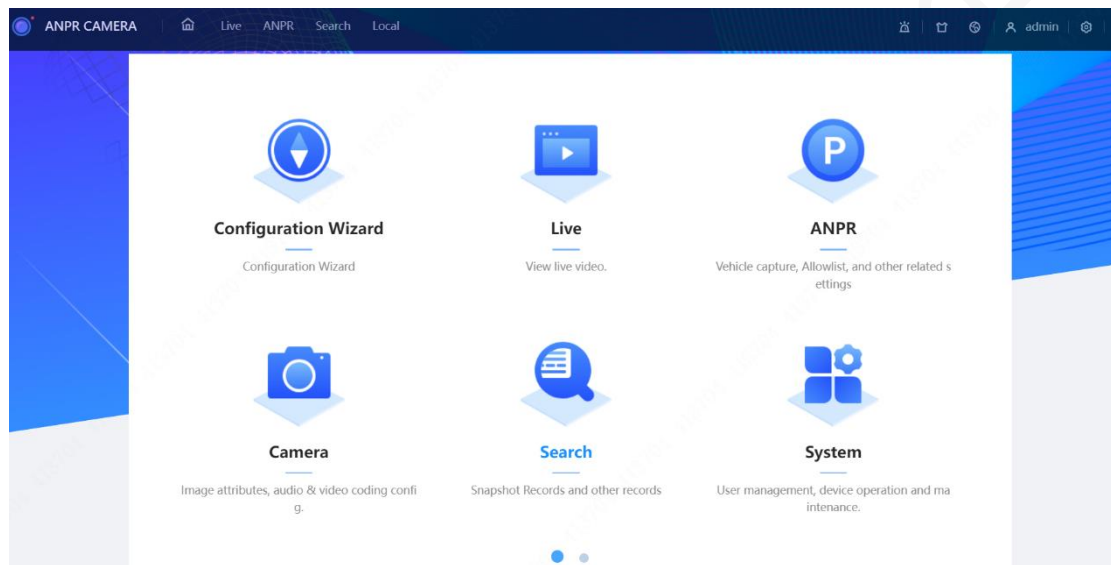 ANPR CAMERA Live ANPR Search Local admin
P
Configuration Wizard Live ANPR
Configuration Wizard View live video. Vehicle capture, Allowlist, and other related s
ettings
Camera Search System
Image attributes, audio & video coding confi Snapshot Records and other records User management, device operation and ma
g. intenance.